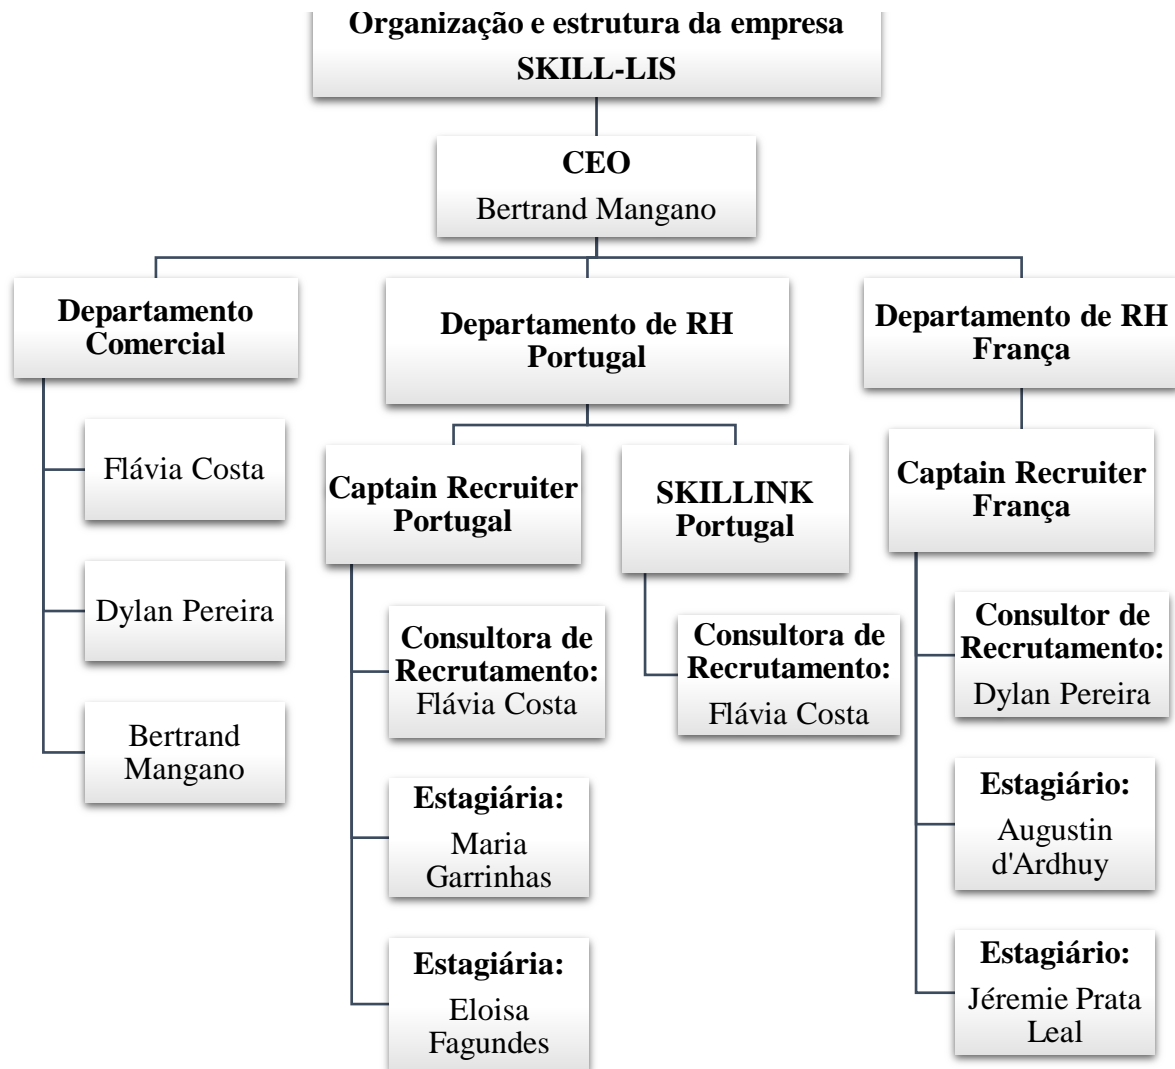 Organização e estrutura da empresa
SKILL-LIS
CEO
Bertrand Mangano
Departamento
Comercial
Flávia Costa
Dylan Pereira
Bertrand
Mangano
Departamento de RH
Portugal
Captain Recruiter
Portugal
Consultora de
Recrutamento:
Flávia Costa
Estagiária:
Maria
Garrinhas
Estagiária:
Eloisa
Fagundes
SKILLINK
Portugal
Consultora de
Recrutamento:
Flávia Costa
Departamento de RH
França
Captain Recruiter
França
Consultor de
Recrutamento:
Dylan Pereira
Estagiário:
Augustin
d'Ardhuy
Estagiário:
Jéremie Prata
Leal